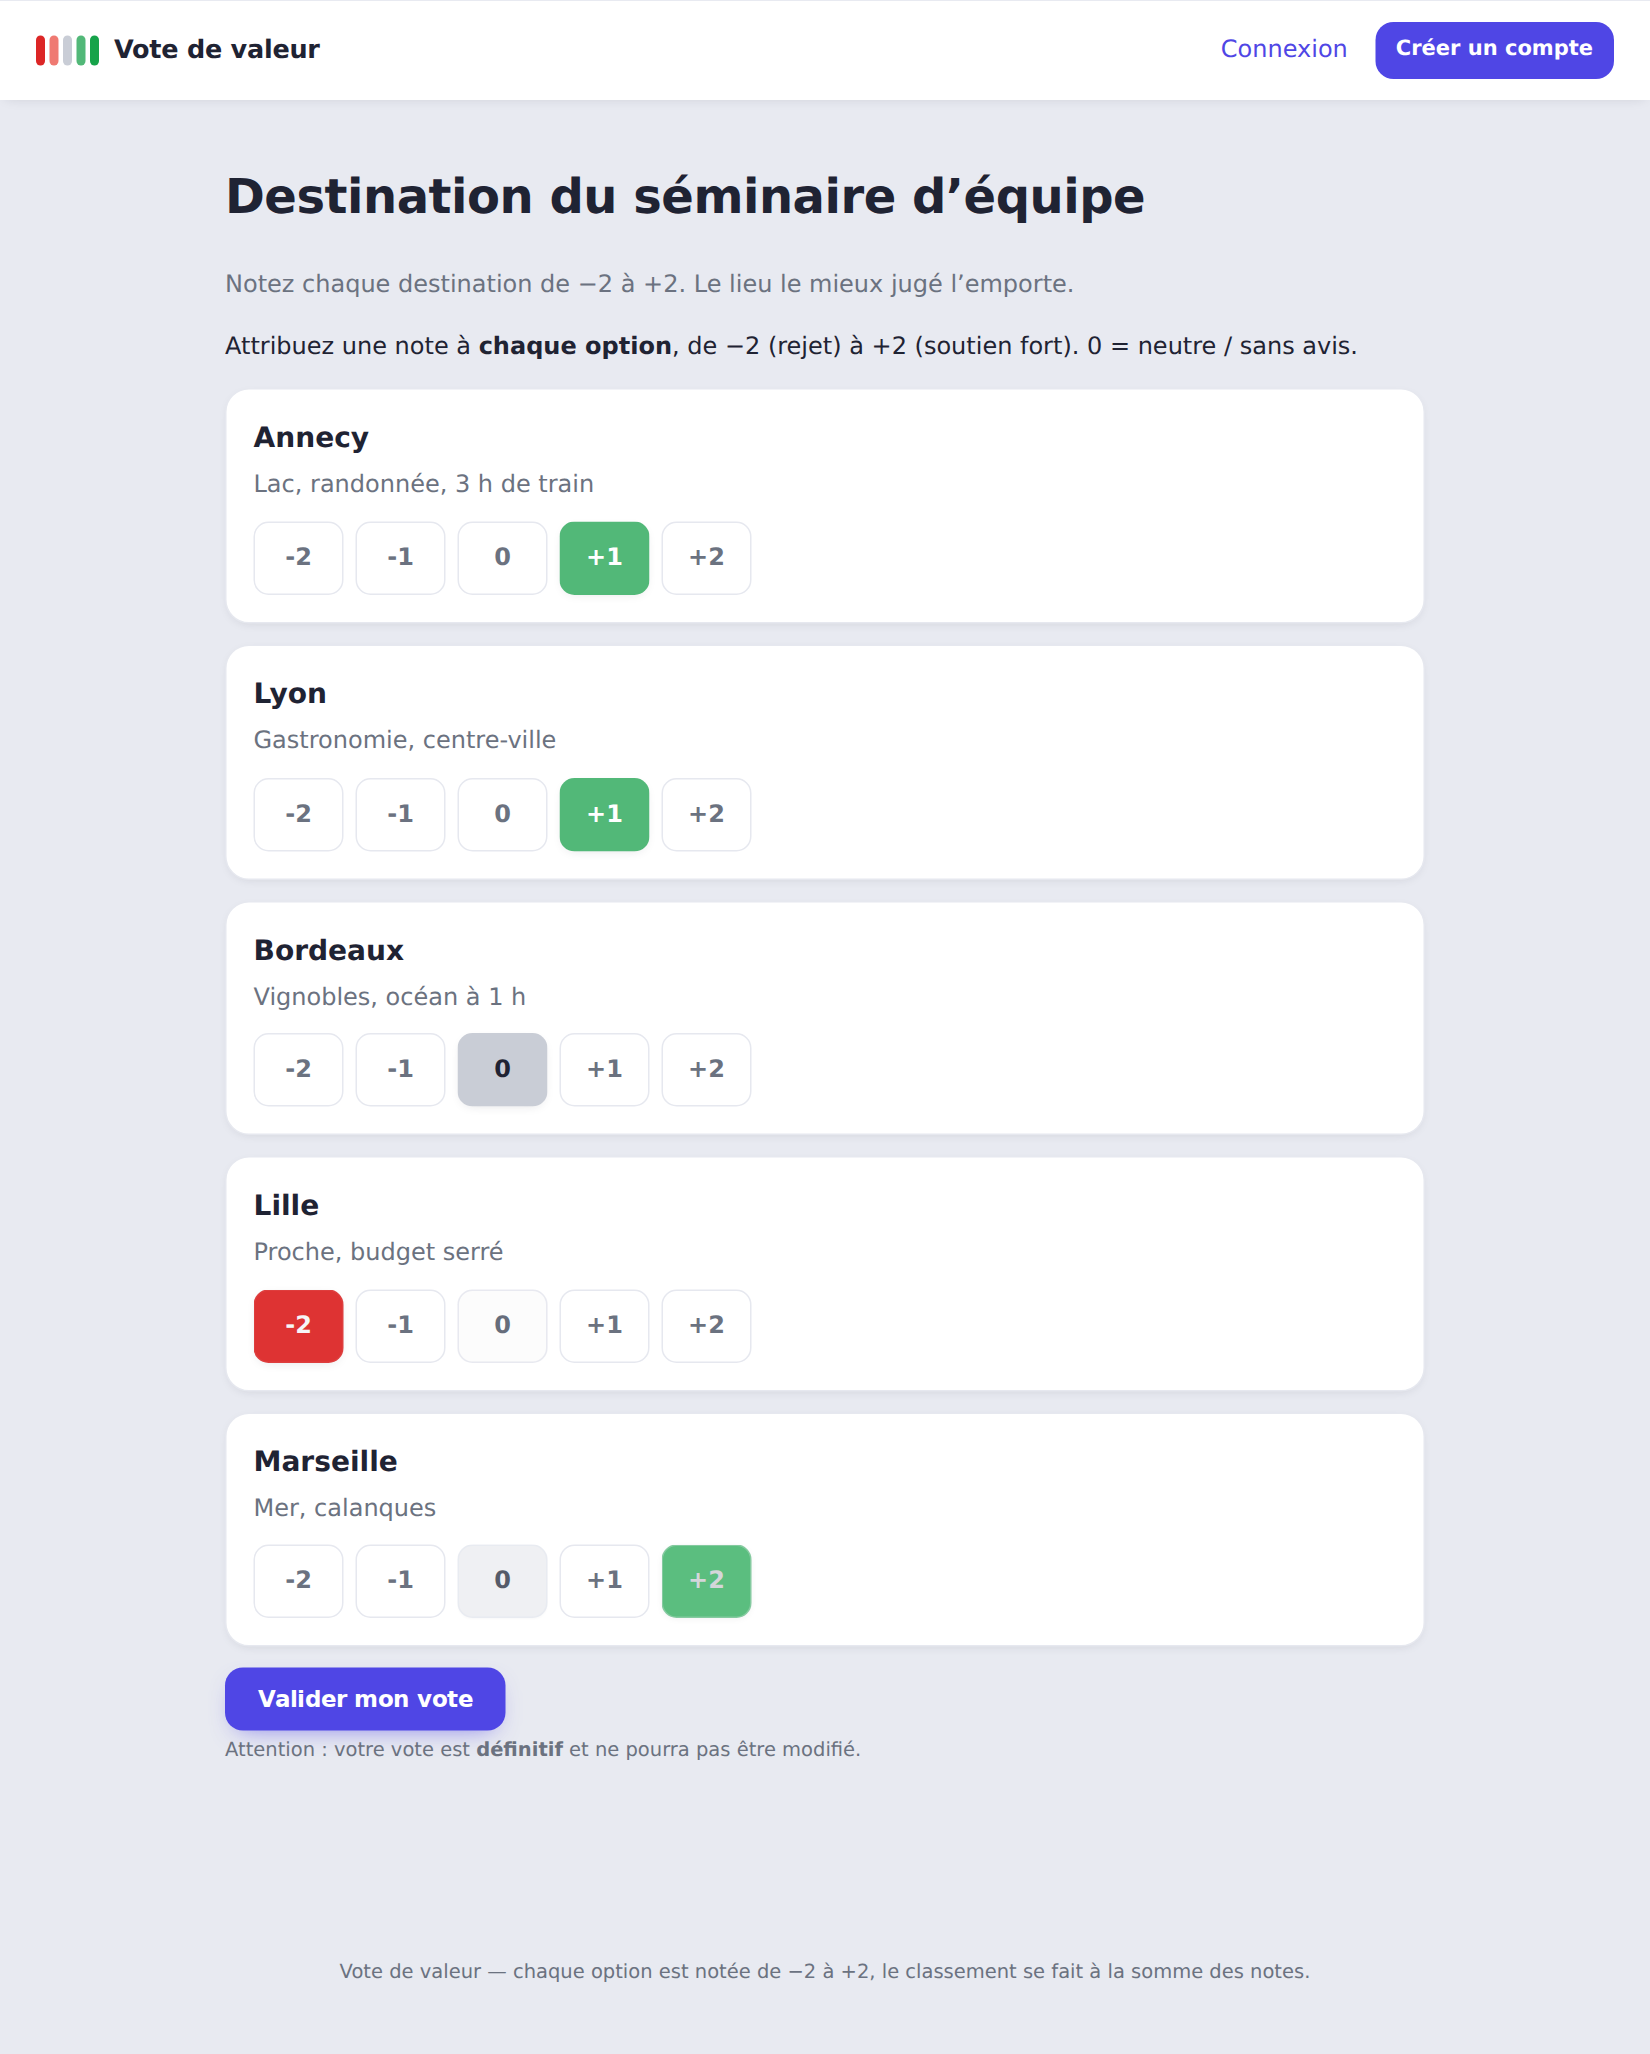 Vote de valeur
Connexion
Créer un compte
Destination du séminaire d’équipe
Notez chaque destination de −2 à +2. Le lieu le mieux jugé l’emporte.
Attribuez une note à chaque option, de −2 (rejet) à +2 (soutien fort). 0 = neutre / sans avis.
Annecy
Lac, randonnée, 3 h de train
-2 -1 0 +1 +2
Lyon
Gastronomie, centre-ville
-2 -1 0 +1 +2
Bordeaux
Vignobles, océan à 1 h
-2 -1 0 +1 +2
Lille
Proche, budget serré
-2 -1 0 +1 +2
Marseille
Mer, calanques
-2 -1 0 +1 +2
Valider mon vote
Attention : votre vote est définitif et ne pourra pas être modifié.
Vote de valeur — chaque option est notée de −2 à +2, le classement se fait à la somme des notes.